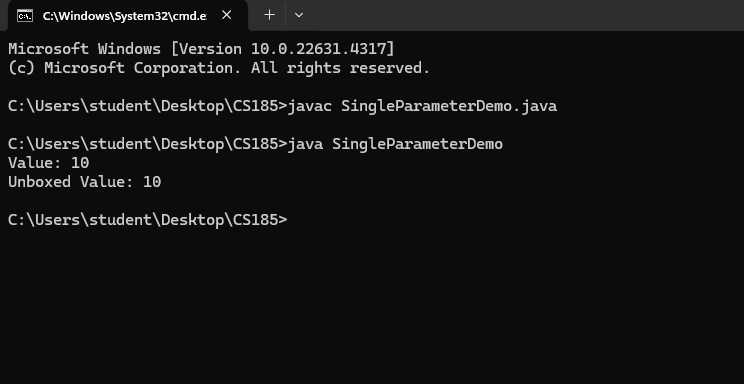 C:\Windows\System32\cmd.e
Microsoft Windows [Version 10.0.22631.4317]
(c) Microsoft Corporation. All rights reserved.
C:\Users\student\Desktop\CS185>javac SingleParameterDemo.java
C:\Users\student\Desktop\CS185>java SingleParameterDemo
Value: 10
Unboxed Value: 10
C:\Users\student\Desktop\CS185>